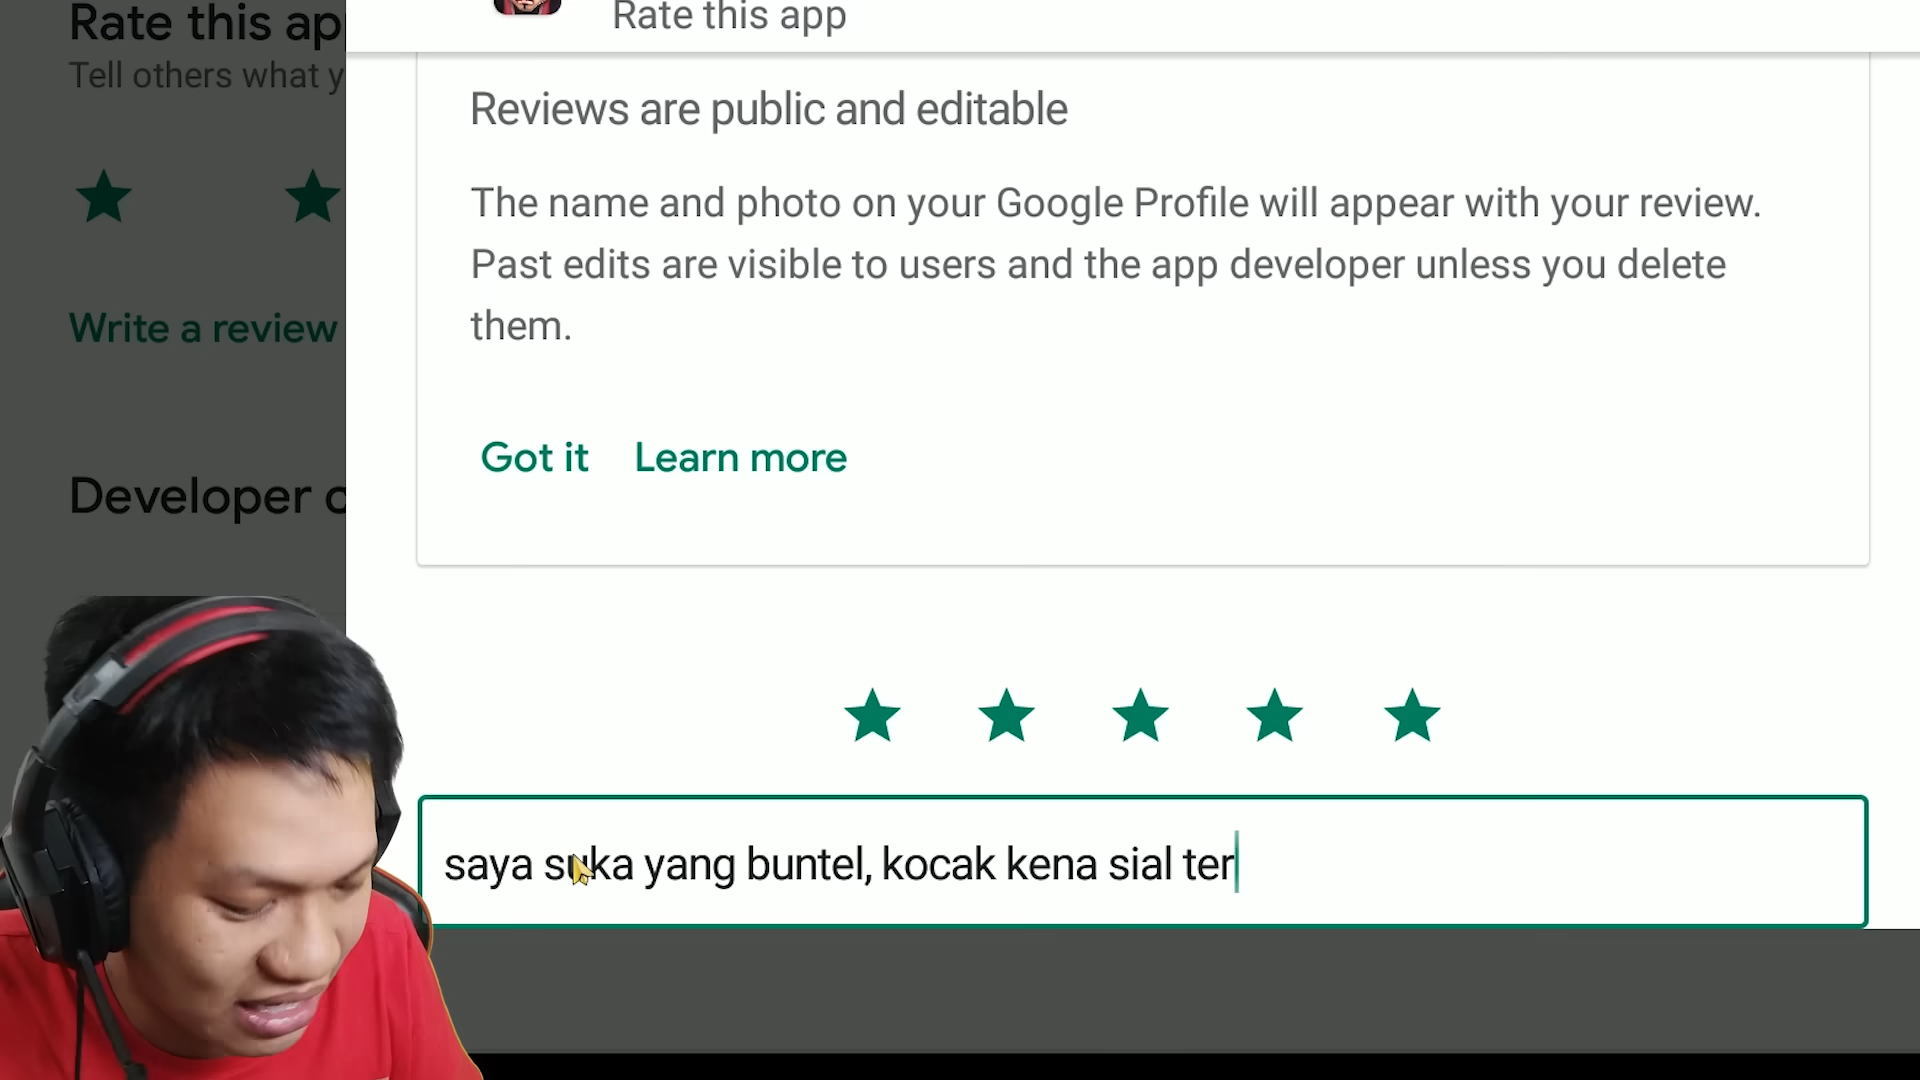 Rate this ap
Tell others what y
Write a review
Developer c
Rate this app
Reviews are public and editable
The name and photo on your Google Profile will appear with your review.
Past edits are visible to users and the app developer unless you delete
them.
Got it Learn more
saya suka yang buntel, kocak kena sial ter